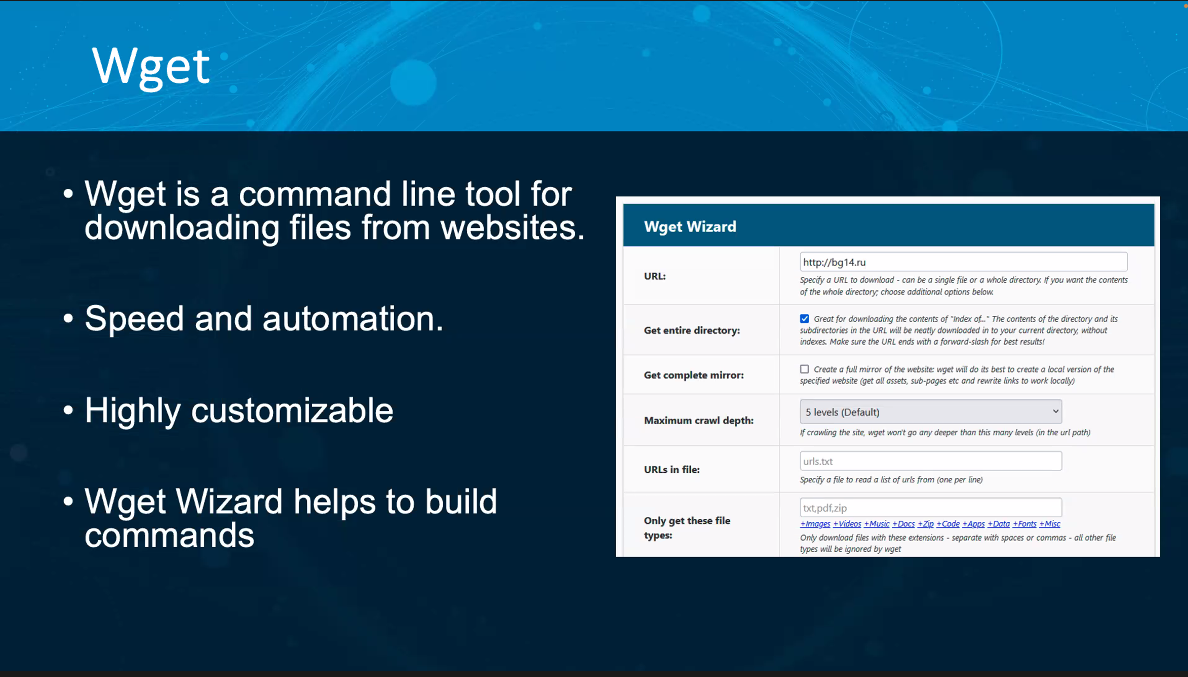 Wget
• Wget is a command line tool for
downloading files from websites.
• Speed and automation.
• Highly customizable
• Wget Wizard helps to build
commands
Wget Wizard
URL:
http://bg14.ru
Specify a URL to download - can be a single file or a whole directory. If you want the contents
of the whole directory; choose additional options below.
Get entire directory:
Great for downloading the contents of "Index of..." The contents of the directory and its
subdirectories in the URL will be neatly downloaded in to your current directory, without
indexes. Make sure the URL ends with a forward-slash for best results!
Get complete mirror:
Create a full mirror of the website: wget will do its best to create a local version of the
specified website (get all assets, sub-pages etc and rewrite links to work locally)
Maximum crawl depth:
5 levels (Default)
If crawling the site, wget won't go any deeper than this many levels (in the url path)
URLs in file:
urls.txt
Specify a file to read a list of urls from (one per line)
Only get these file
types:
txt,pdf,zip
+Images +Videos +Music +Docs +Zip +Code +Apps +Data +Fonts +Misc
Only download files with these extensions - separate with spaces or commas - all other file
types will be ignored by wget